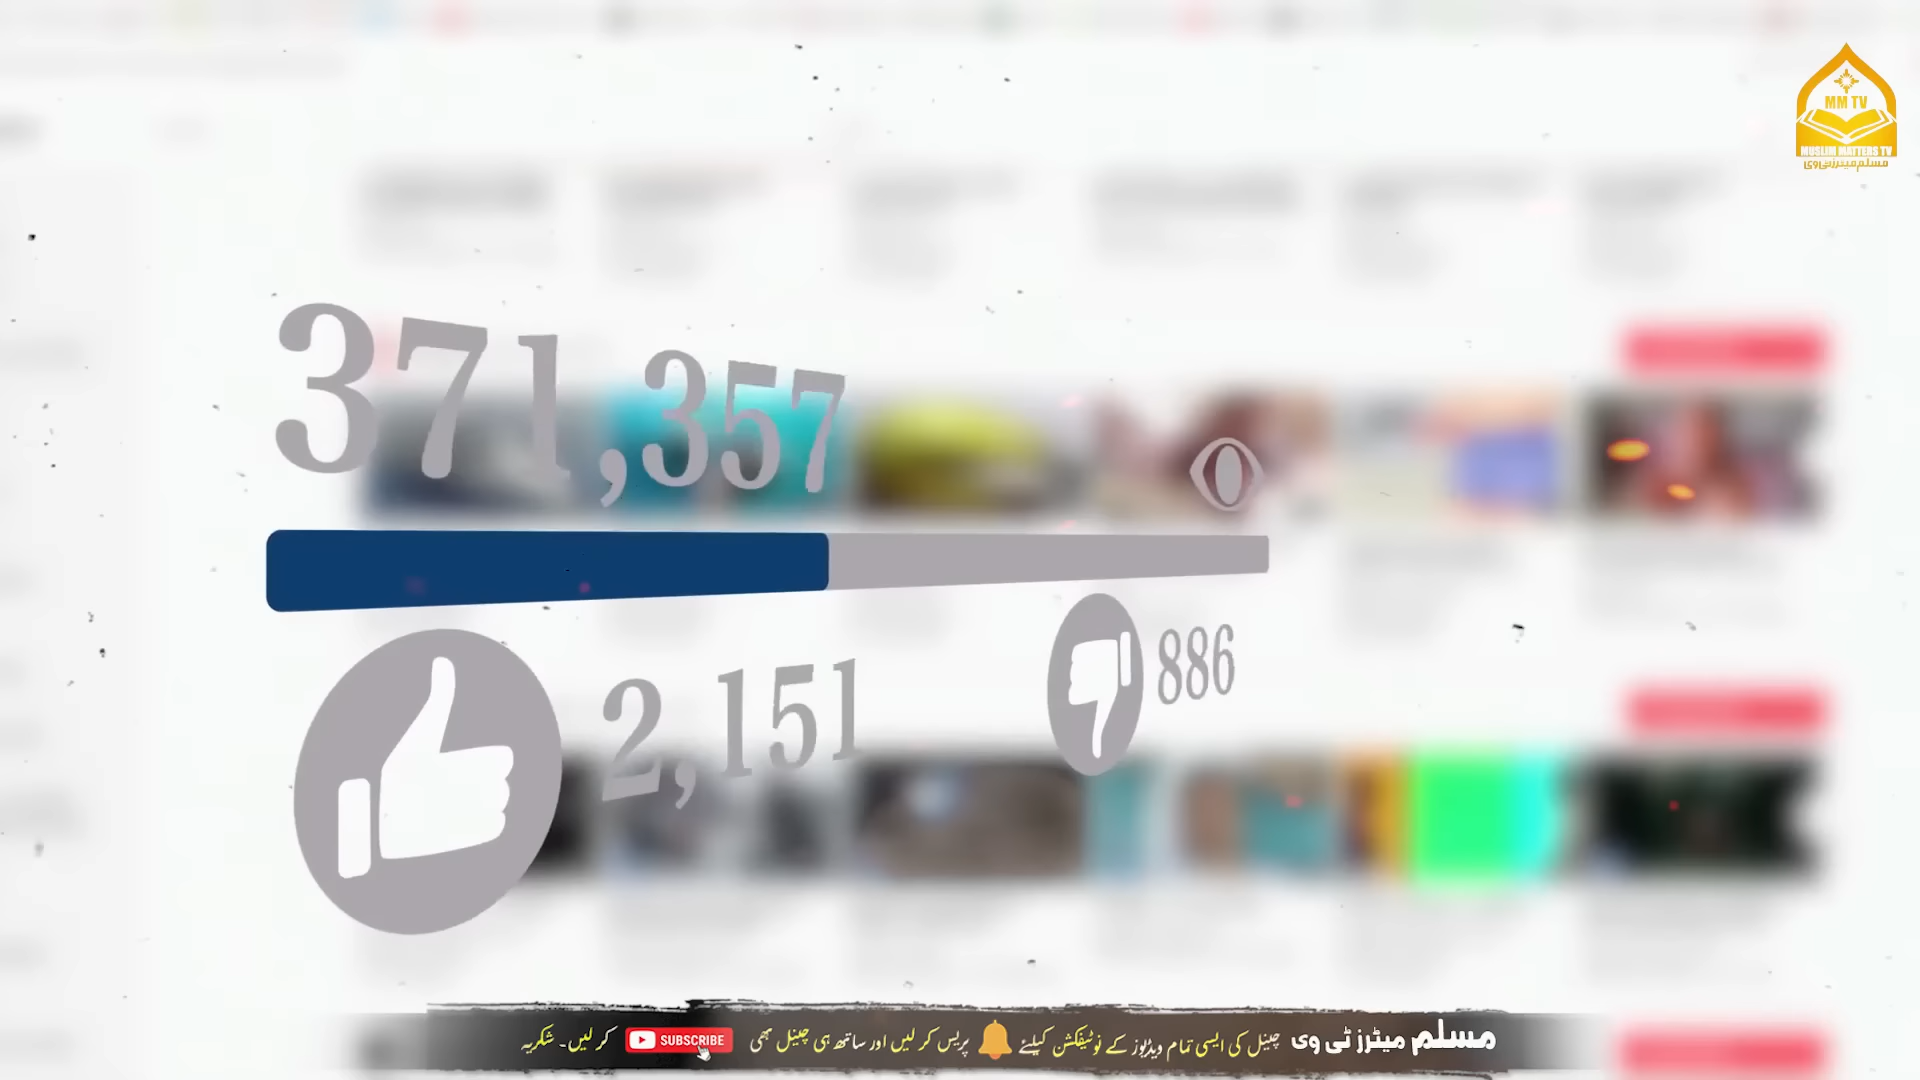 MM TV
MUSLIM MATTERS TV
مسلم میٹرز ٹی وی
371,357
2,151
886
مسلم میٹرز ٹی وی چینل کی ایسی تمام ویڈیوز کے نوٹیفکشن کیلئے پریس کر لیں اور ساتھ ہی چینل بھی SUBSCRIBE کر لیں۔ شکریہ